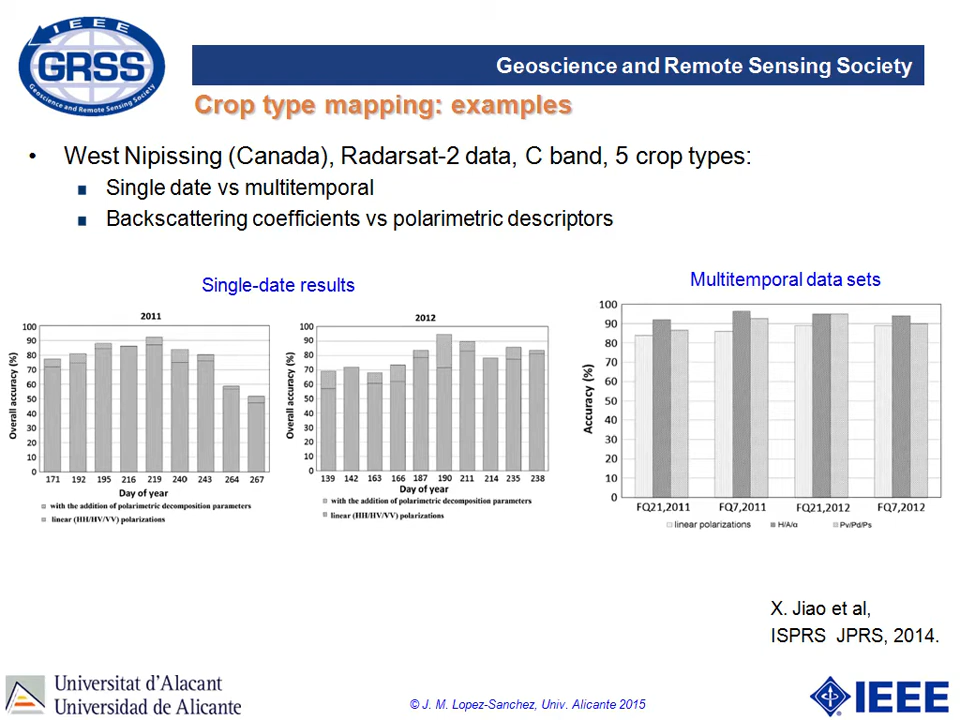 IEEE
GRSS
Geoscience and Remote Sensing Society
Geoscience and Remote Sensing Society
Crop type mapping: examples
• West Nipissing (Canada), Radarsat-2 data, C band, 5 crop types:
Single date vs multitemporal
Backscattering coefficients vs polarimetric descriptors
Single-date results
2011
Overall accuracy (%)
100
90
80
70
60
50
40
30
20
10
0
171 192 195 216 219 240 243 264 267
Day of year
with the addition of polarimetric decomposition parameters
linear (HH/HV/VV) polarizations
2012
Overall accuracy (%)
100
90
80
70
60
50
40
30
20
10
0
139 142 163 166 187 190 211 214 235 238
Day of year
with the addition of polarimetric decomposition parameters
linear (HH/HV/VV) polarizations
Multitemporal data sets
Accuracy (%)
100
90
80
70
60
50
40
30
20
10
0
FQ21,2011 FQ7,2011 FQ21,2012 FQ7,2012
linear polarizations H/A/α Pv/Pd/Ps
X. Jiao et al,
ISPRS JPRS, 2014.
Universitat d'Alacant
Universidad de Alicante
© J. M. Lopez-Sanchez, Univ. Alicante 2015
IEEE